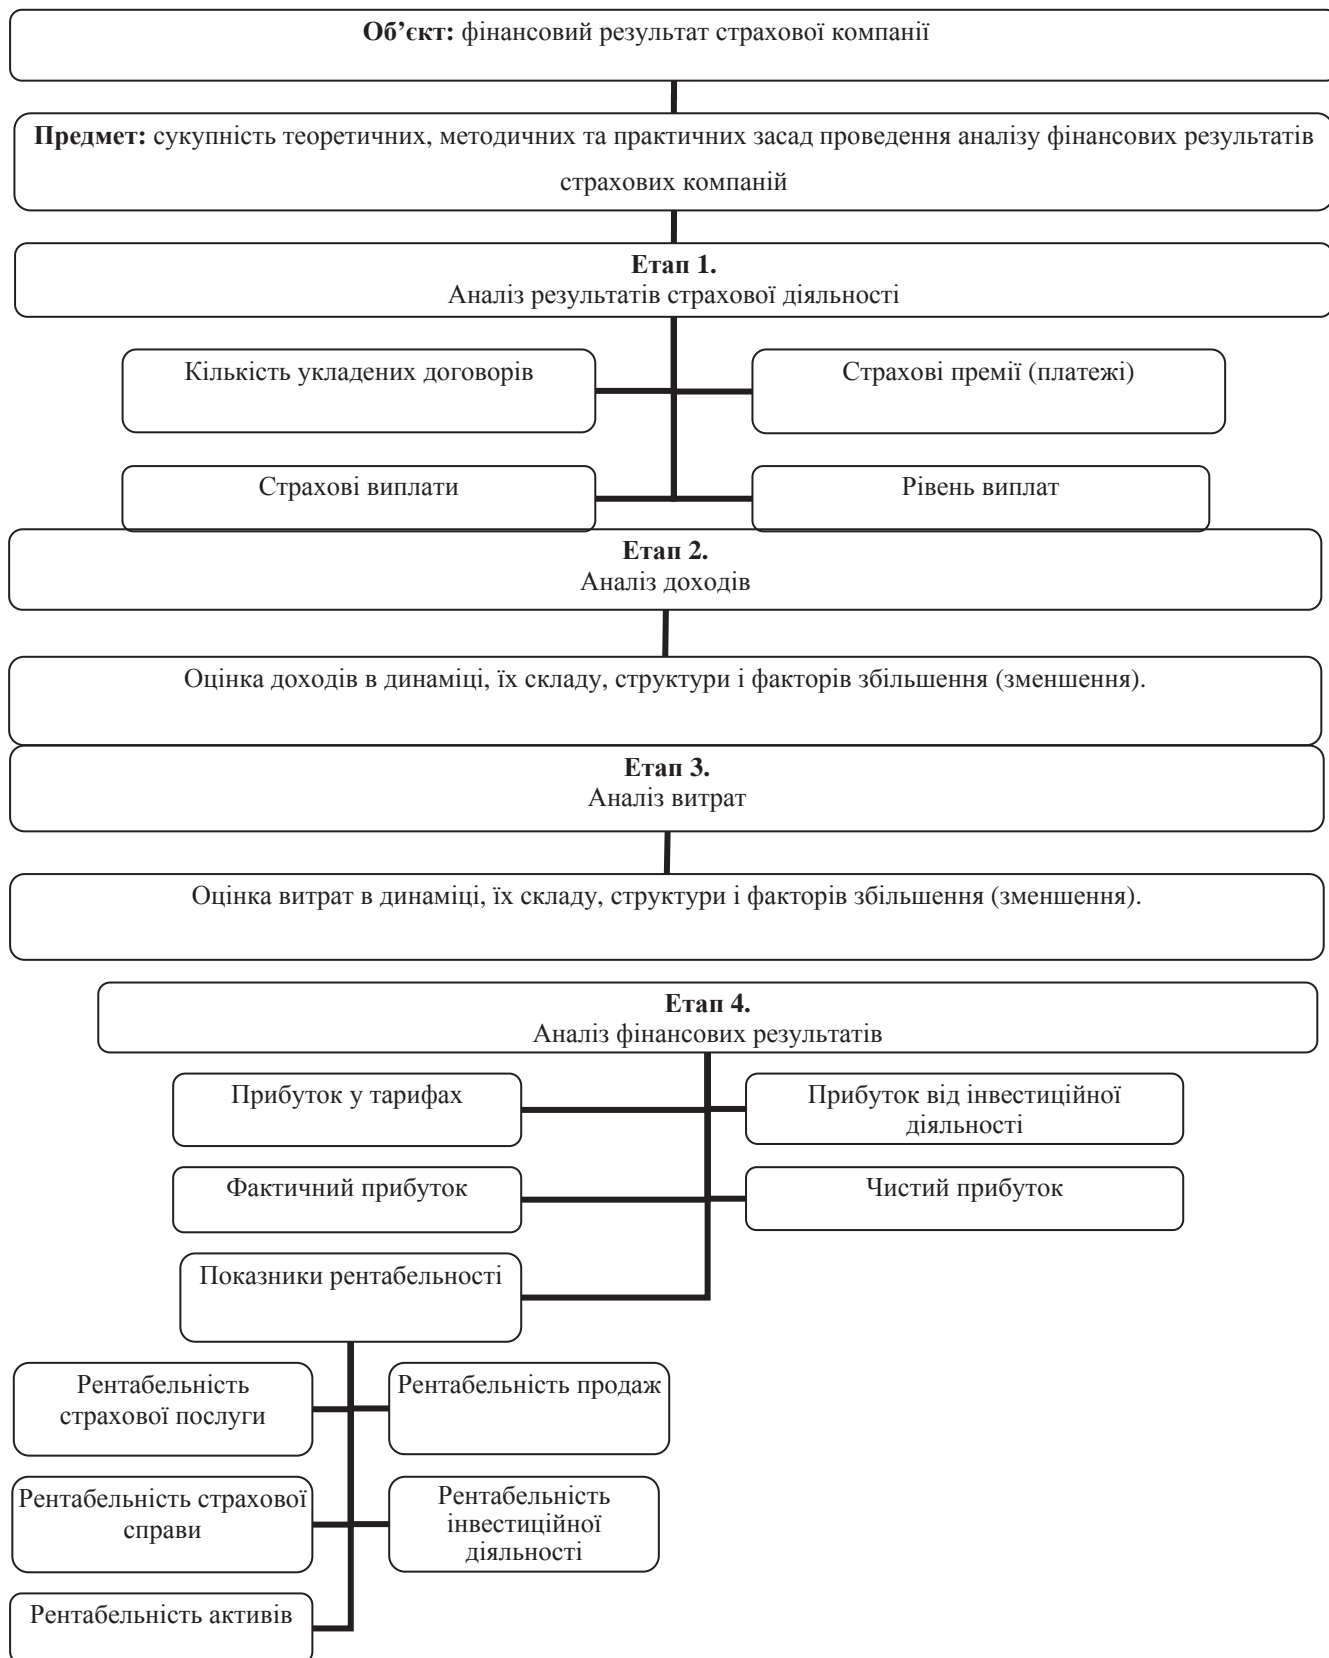 Об’єкт: фінансовий результат страхової компанії
Предмет: сукупність теоретичних, методичних та практичних засад проведення аналізу фінансових результатів
страхових компаній
Етап 1.
Аналіз результатів страхової діяльності
Кількість укладених договорів
Страхові премії (платежі)
Страхові виплати
Рівень виплат
Етап 2.
Аналіз доходів
Оцінка доходів в динаміці, їх складу, структури і факторів збільшення (зменшення).
Етап 3.
Аналіз витрат
Оцінка витрат в динаміці, їх складу, структури і факторів збільшення (зменшення).
Етап 4.
Аналіз фінансових результатів
Прибуток у тарифах
Прибуток від інвестиційної
діяльності
Фактичний прибуток
Чистий прибуток
Показники рентабельності
Рентабельність
страхової послуги
Рентабельність продаж
Рентабельність страхової
справи
Рентабельність
інвестиційної
діяльності
Рентабельність активів